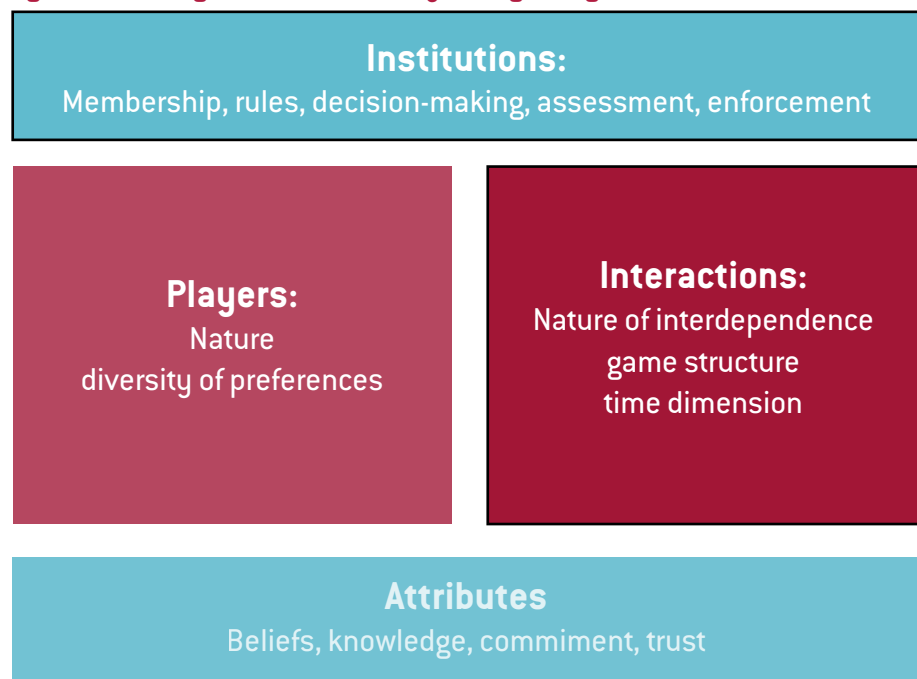 Institutions:
Membership, rules, decision-making, assessment, enforcement
Players:
Nature
diversity of preferences
Interactions:
Nature of interdependence
game structure
time dimension
Attributes
Beliefs, knowledge, commiment, trust